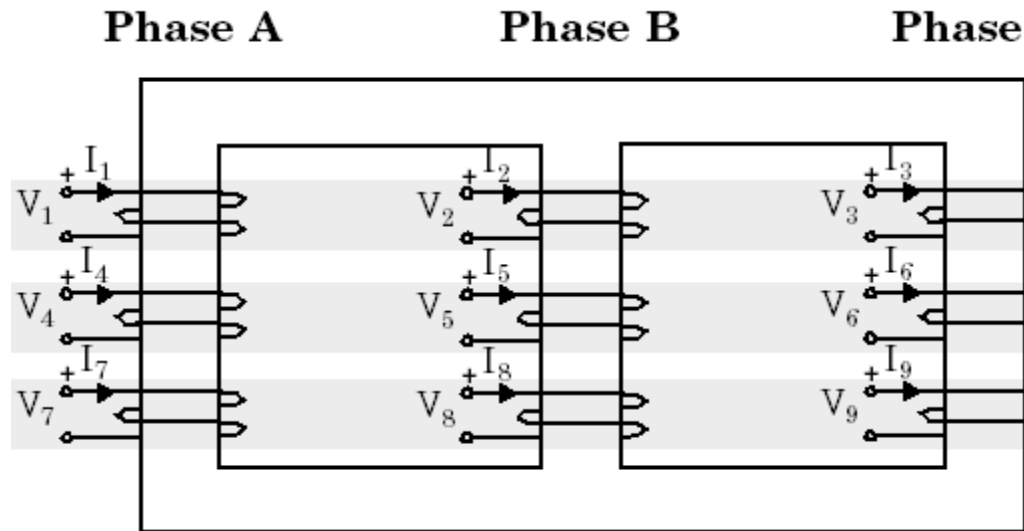 Phase A Phase B Phase
+ I₁ + I₂ + I₃
V₁ V₂ V₃
+ I₄ + I₅ + I₆
V₄ V₅ V₆
+ I₇ + I₈ + I₉
V₇ V₈ V₉